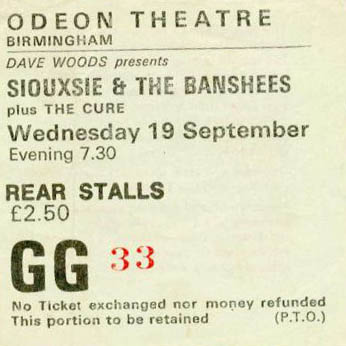 ODEON THEATRE
BIRMINGHAM
DAVE WOODS presents
SIOUXSIE & THE BANSHEES
plus THE CURE
Wednesday 19 September
Evening 7.30
REAR STALLS
£2.50
GG 33
No Ticket exchanged nor money refunded
This portion to be retained (P.T.O.)